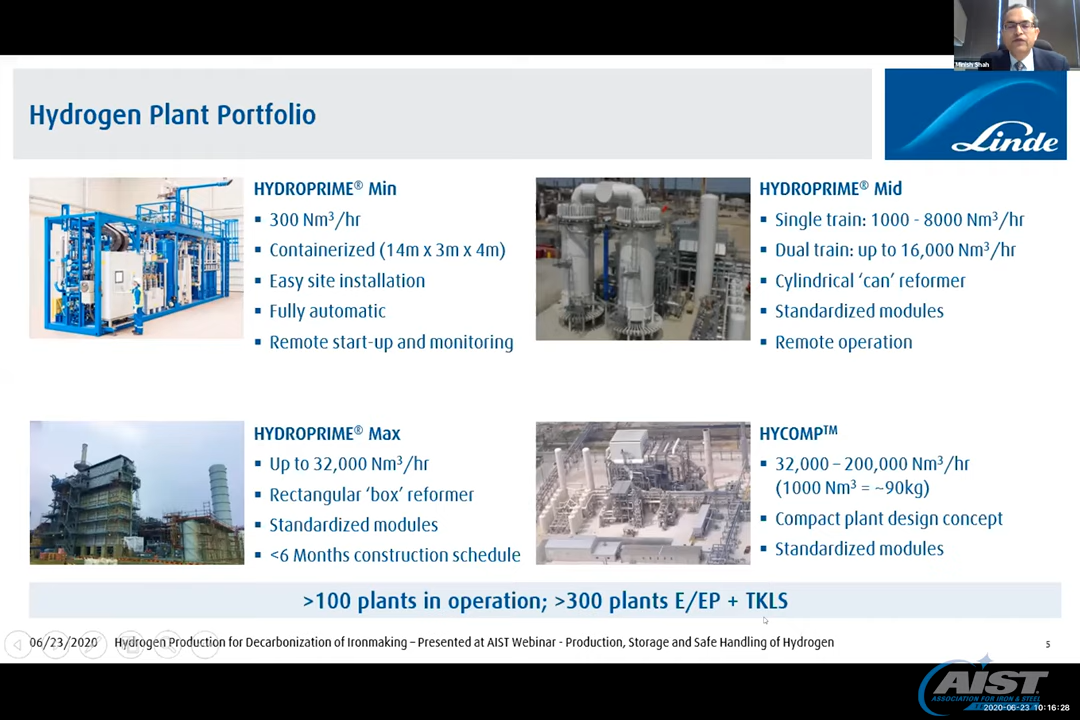 Minish Shah
Hydrogen Plant Portfolio
Linde
HYDROPRIME® Min
▪ 300 Nm³/hr
▪ Containerized (14m x 3m x 4m)
▪ Easy site installation
▪ Fully automatic
▪ Remote start-up and monitoring
HYDROPRIME® Mid
▪ Single train: 1000 - 8000 Nm³/hr
▪ Dual train: up to 16,000 Nm³/hr
▪ Cylindrical ‘can’ reformer
▪ Standardized modules
▪ Remote operation
HYDROPRIME® Max
▪ Up to 32,000 Nm³/hr
▪ Rectangular ‘box’ reformer
▪ Standardized modules
▪ <6 Months construction schedule
HYCOMP™
▪ 32,000 – 200,000 Nm³/hr
(1000 Nm³ = ~90kg)
▪ Compact plant design concept
▪ Standardized modules
>100 plants in operation; >300 plants E/EP + TKLS
06/23/2020 Hydrogen Production for Decarbonization of Ironmaking – Presented at AIST Webinar - Production, Storage and Safe Handling of Hydrogen 5
AIST
ASSOCIATION FOR IRON & STEEL
2020-06-23 10:16:28